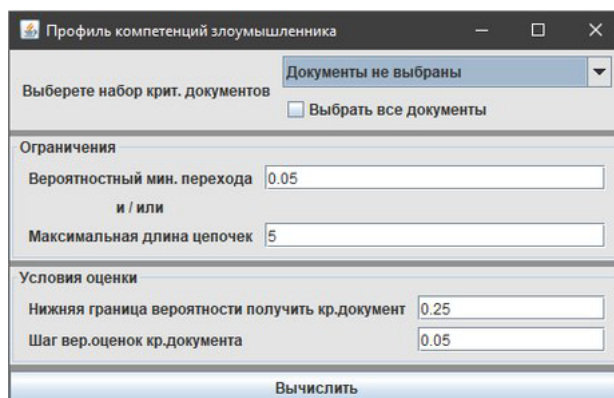 Профиль компетенций злоумышленника
Выберете набор крит. документов
Документы не выбраны
Выбрать все документы
Ограничения
Вероятностный мин. перехода 0.05
и / или
Максимальная длина цепочек 5
Условия оценки
Нижняя граница вероятности получить кр.документ 0.25
Шаг вер.оценок кр.документа 0.05
Вычислить